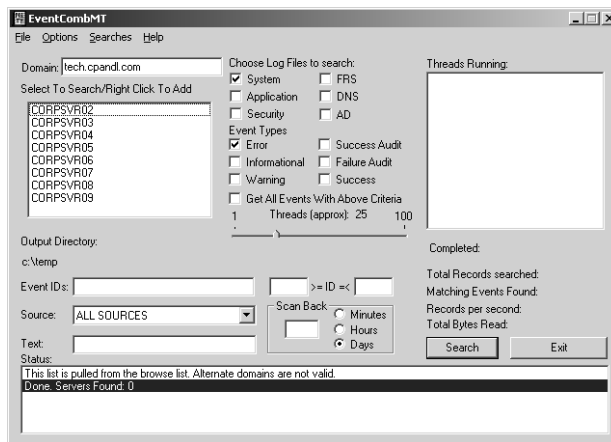 EventCombMT
File Options Searches Help
Domain: tech.cpandl.com
Select To Search/Right Click To Add
CORPSVR02
CORPSVR03
CORPSVR04
CORPSVR05
CORPSVR06
CORPSVR07
CORPSVR08
CORPSVR09
Choose Log Files to search:
System FRS
Application DNS
Security AD
Event Types
Error Success Audit
Informational Failure Audit
Warning Success
Get All Events With Above Criteria
1 Threads (approx): 25 100
Threads Running:
Output Directory:
c:\temp
Event IDs: >= ID =<
Source: ALL SOURCES
Text:
Scan Back
Minutes
Hours
Days
Completed:
Total Records searched:
Matching Events Found:
Records per second:
Total Bytes Read:
Search Exit
Status:
This list is pulled from the browse list. Alternate domains are not valid.
Done. Servers Found: 0